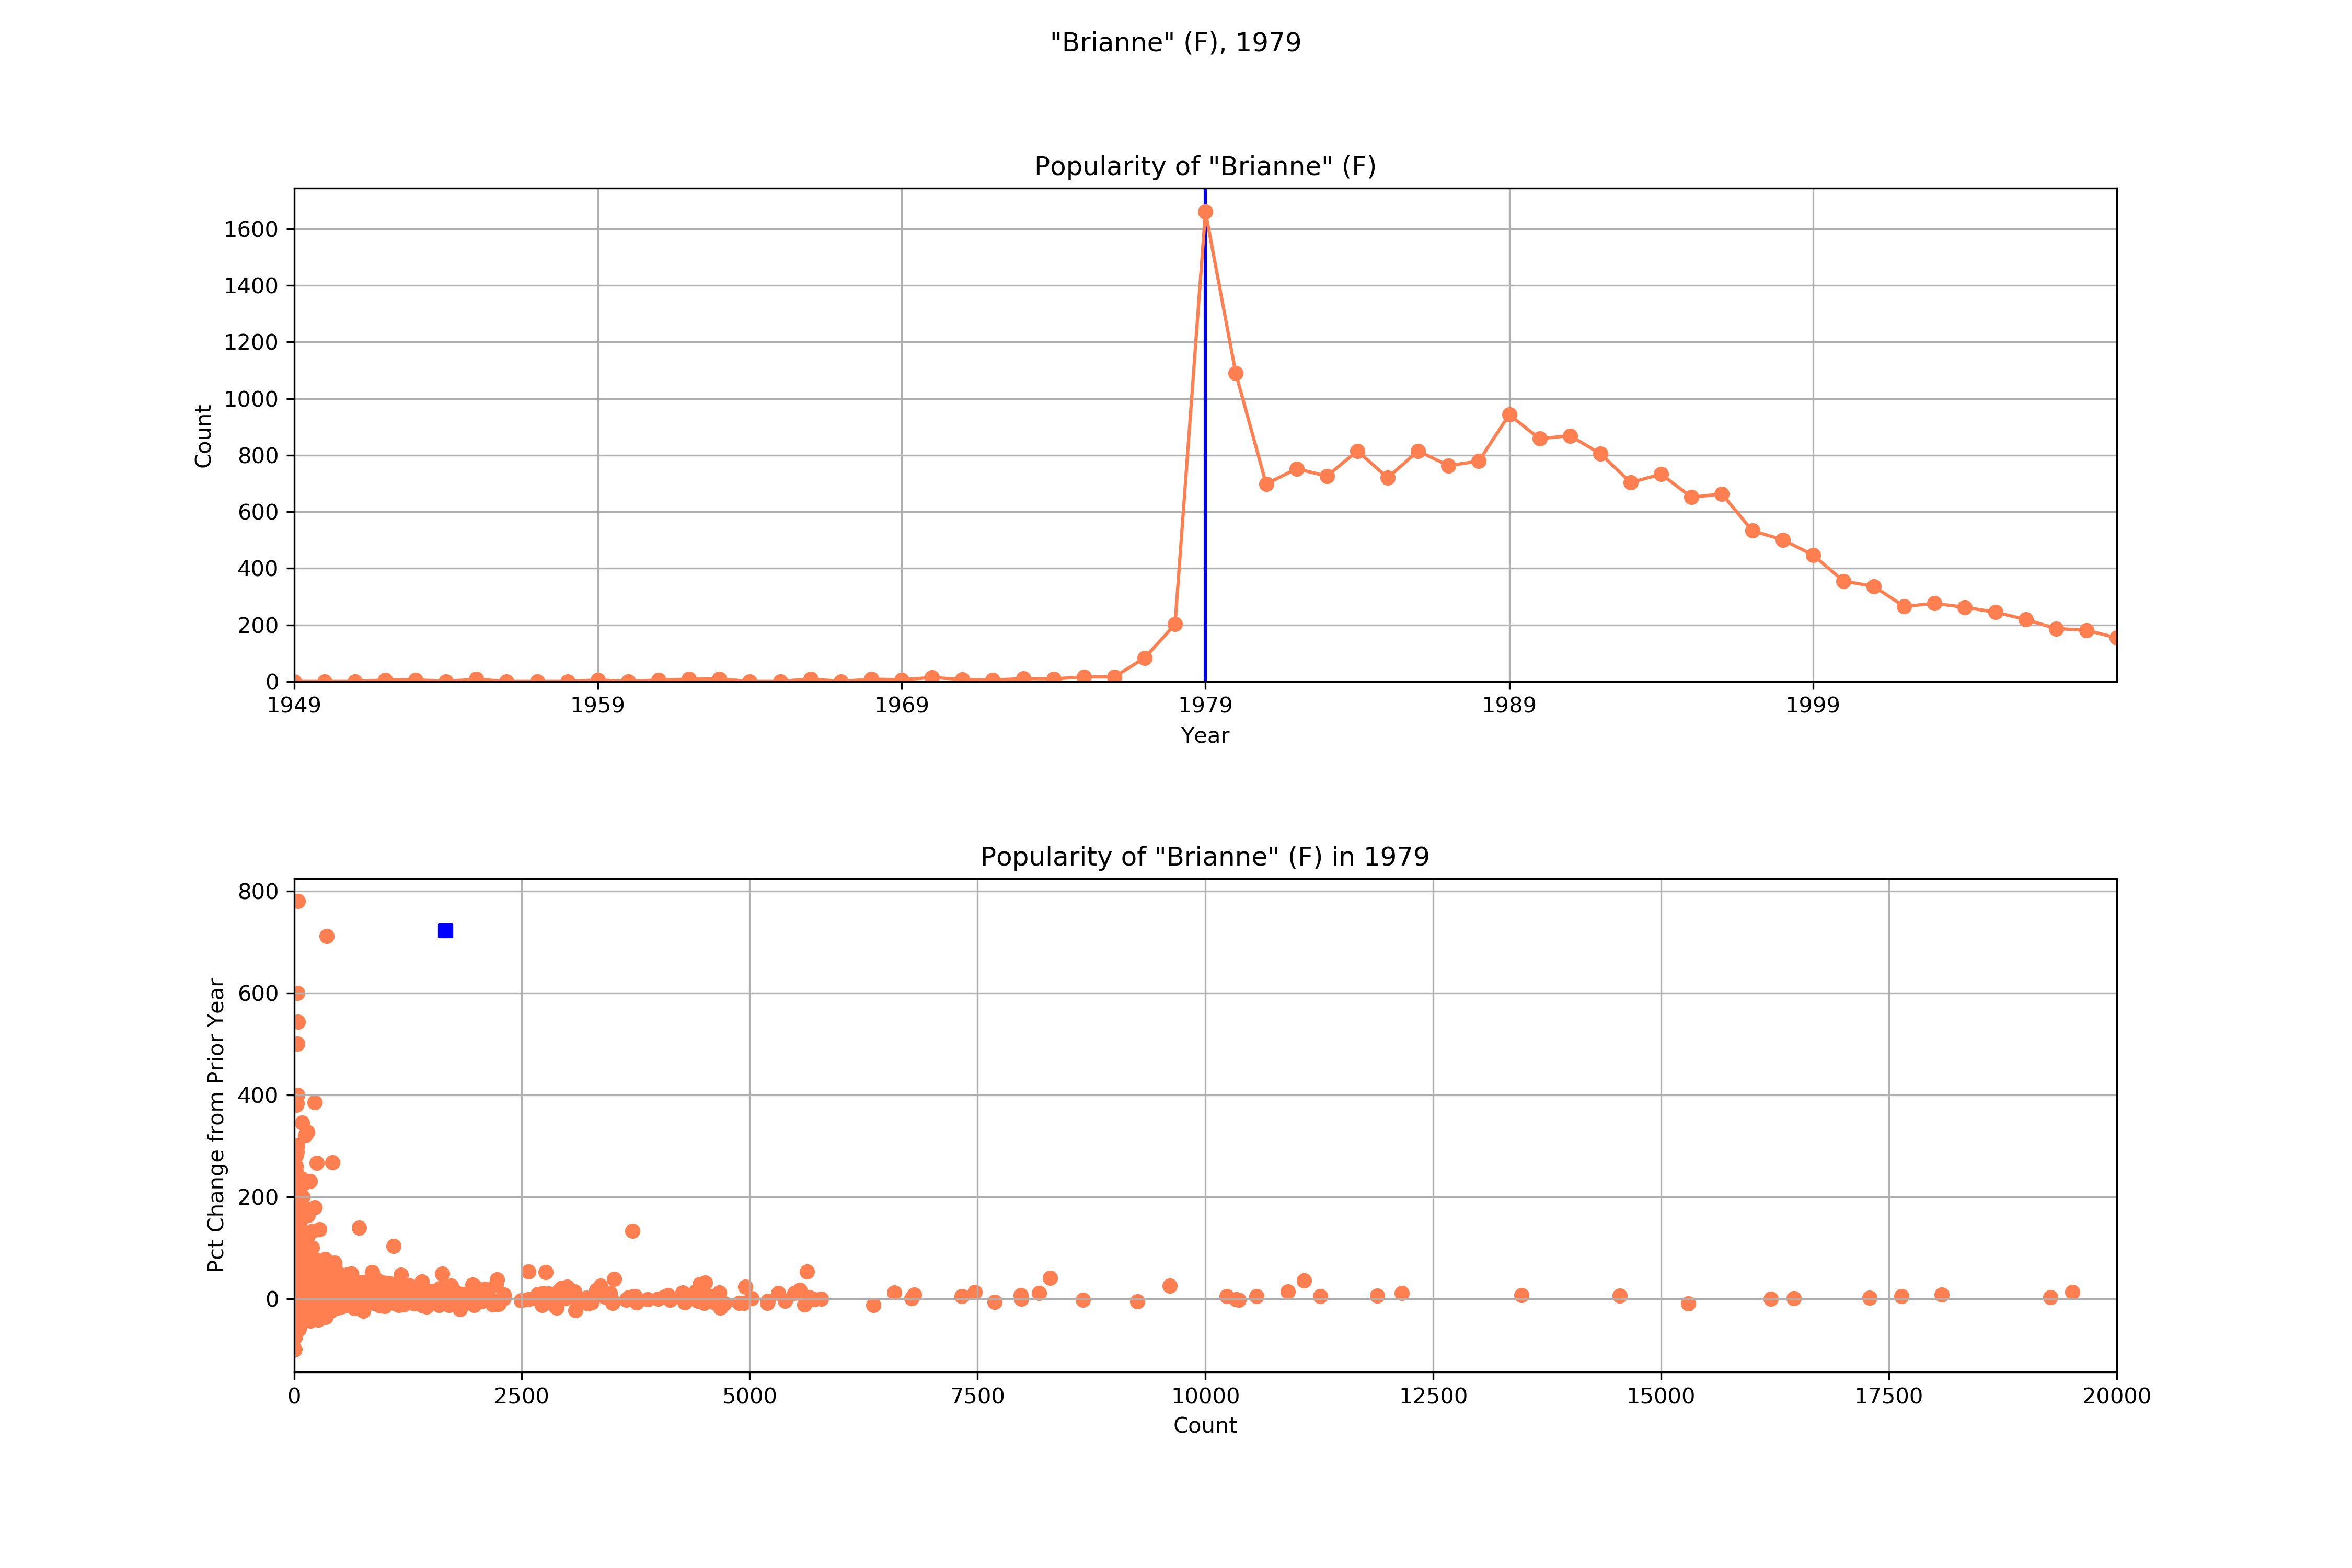 "Brianne" (F), 1979
Popularity of "Brianne" (F)
1600
1400
1200
1000
800
600
400
200
0
Count
1949 1959 1969 1979 1989 1999
Year
Popularity of "Brianne" (F) in 1979
800
600
400
200
0
Pct Change from Prior Year
0 2500 5000 7500 10000 12500 15000 17500 20000
Count